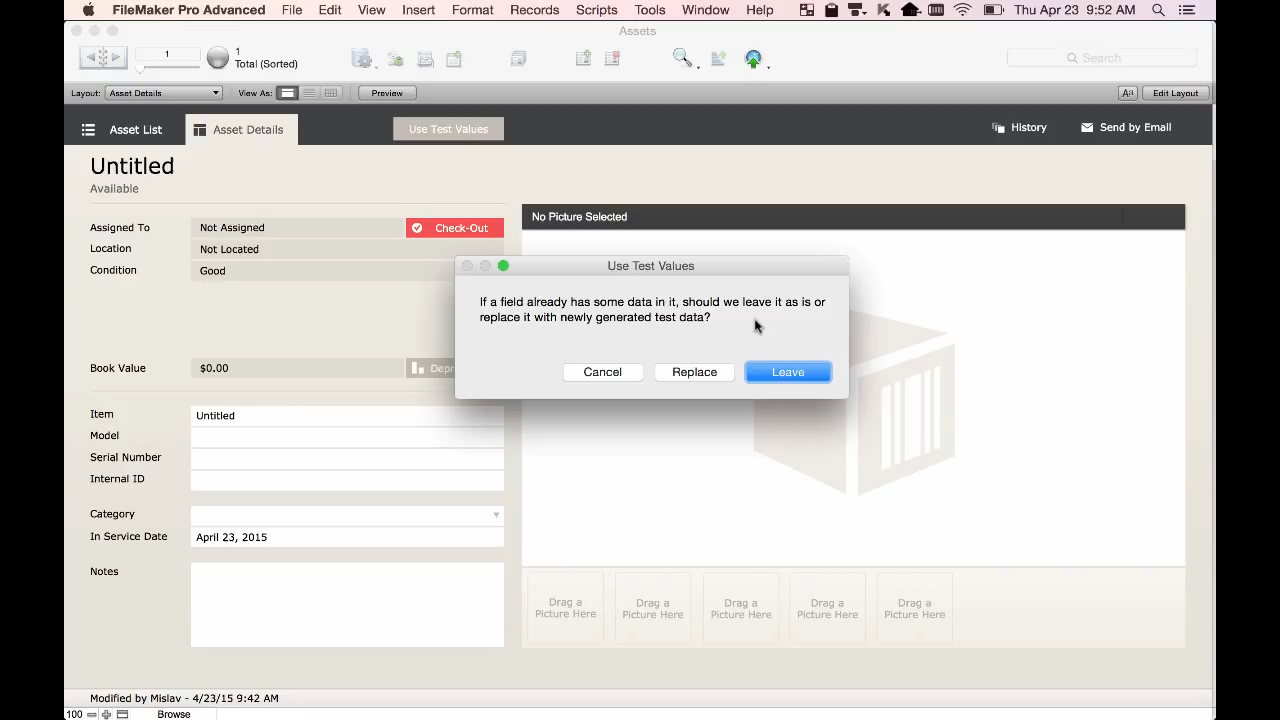 FileMaker Pro Advanced File Edit View Insert Format Records Scripts Tools Window Help Thu Apr 23 9:52 AM
Assets
1
1
Total (Sorted)
Search
Layout: Asset Details View As: Preview Aa Edit Layout
Asset List Asset Details Use Test Values History Send by Email
Untitled
Available
No Picture Selected
Assigned To Not Assigned Check-Out
Location Not Located
Condition Good
Use Test Values
If a field already has some data in it, should we leave it as is or
replace it with newly generated test data?
Cancel Replace Leave
Book Value $0.00 Depr
Item Untitled
Model
Serial Number
Internal ID
Category
In Service Date April 23, 2015
Notes
Drag a
Picture Here
Drag a
Picture Here
Drag a
Picture Here
Drag a
Picture Here
Drag a
Picture Here
Modified by Mislav - 4/23/15 9:42 AM
100 Browse